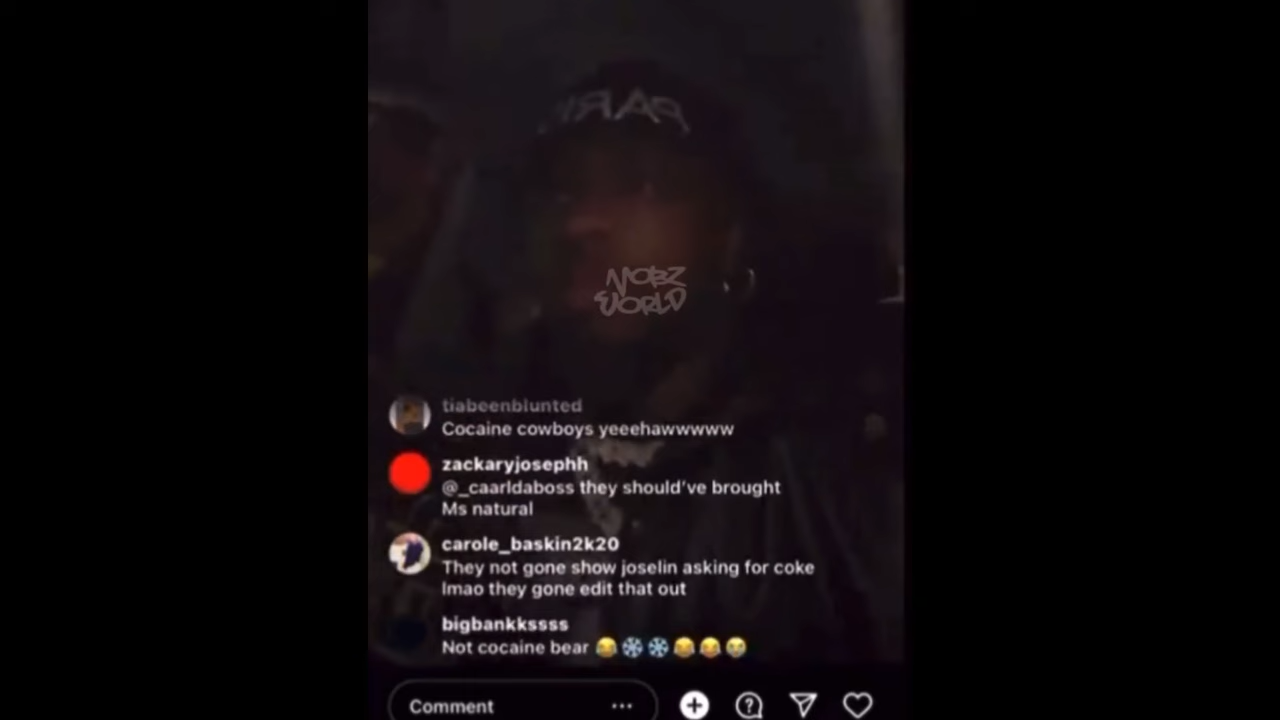 NOBZ
WORLD
tiabeenblunted
Cocaine cowboys yeeehawwwww
zackaryjosephh
@_caarldaboss they should've brought
Ms natural
carole_baskin2k20
They not gone show joselin asking for coke
lmao they gone edit that out
bigbankkssss
Not cocaine bear 😂❄️❄️😂😂😭
Comment